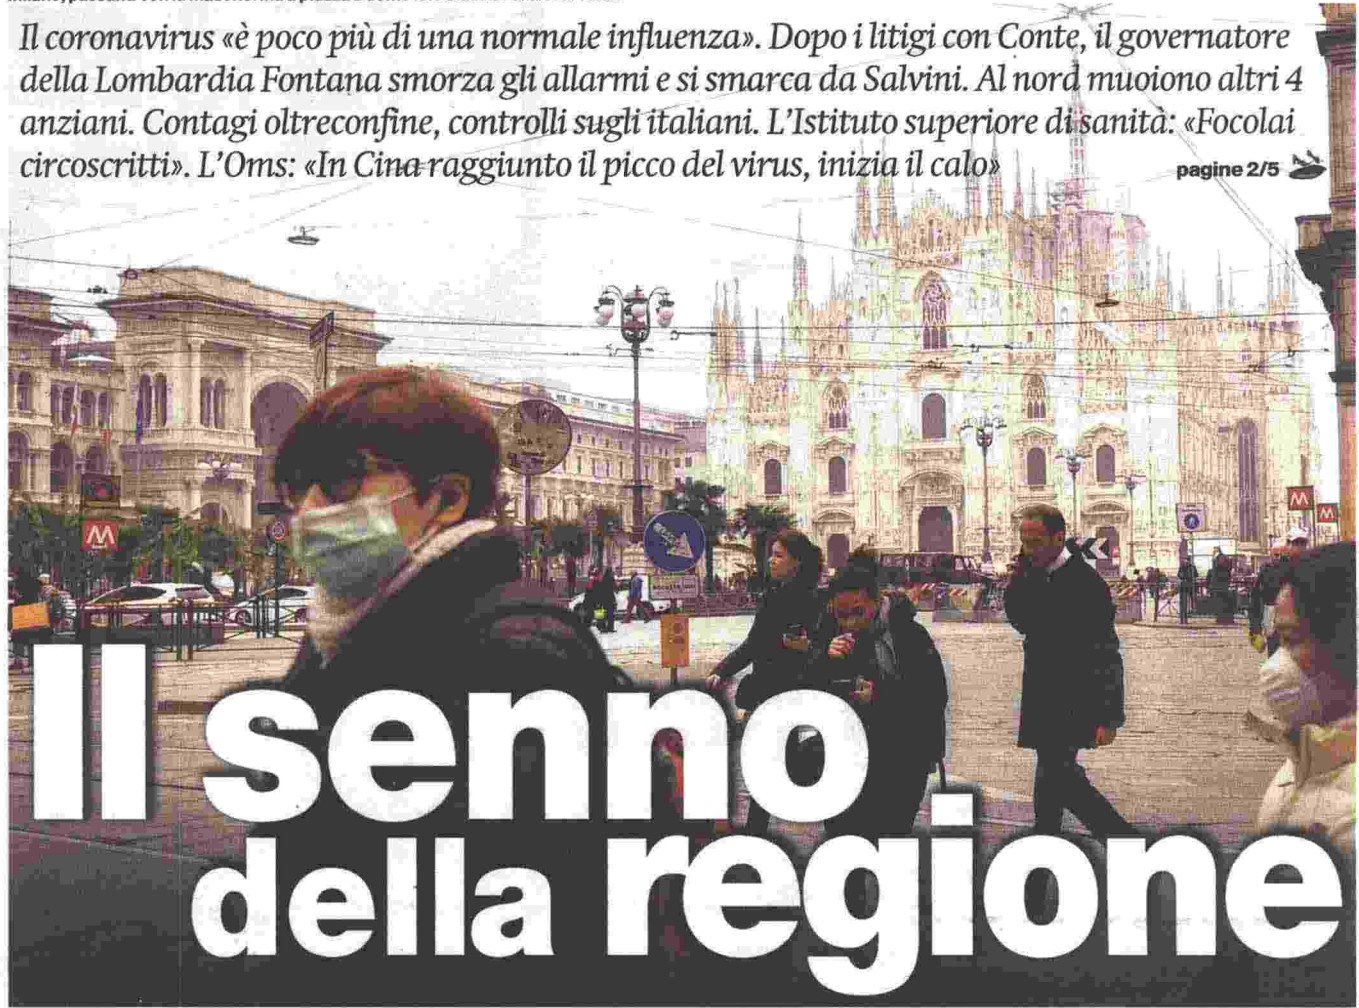 Il coronavirus «è poco più di una normale influenza». Dopo i litigi con Conte, il governatore
della Lombardia Fontana smorza gli allarmi e si smarca da Salvini. Al nord muoiono altri 4
anziani. Contagi oltreconfine, controlli sugli italiani. L'Istituto superiore di sanità: «Focolai
circoscritti». L'Oms: «In Cina raggiunto il picco del virus, inizia il calo»
pagine 2/5
M
M
M
Il senno
della regione